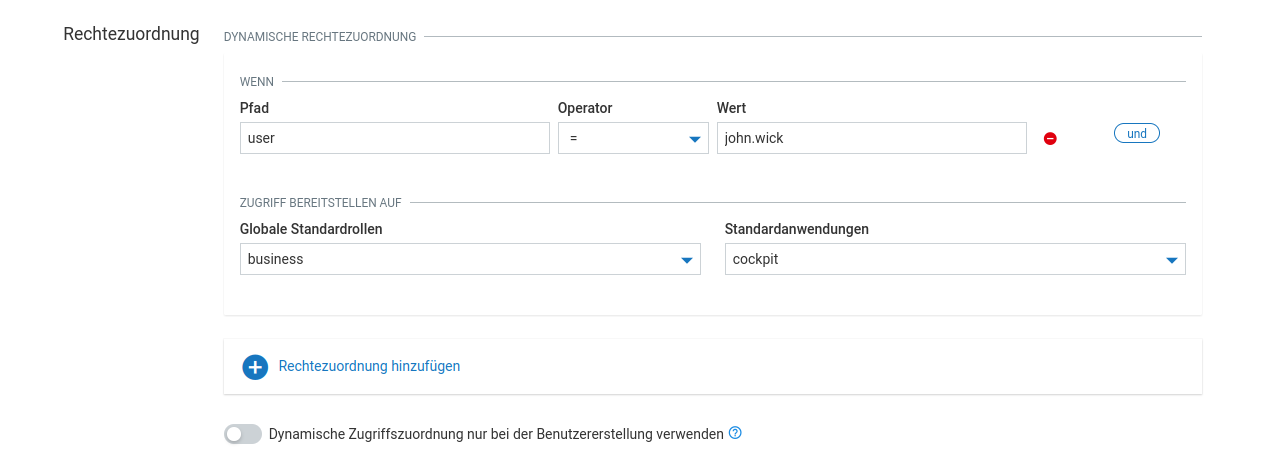 Rechtezuordnung
DYNAMISCHE RECHTEZUORDNUNG
WENN
Pfad Operator Wert
user = john.wick und
ZUGRIFF BEREITSTELLEN AUF
Globale Standardrollen Standardanwendungen
business cockpit
Rechtezuordnung hinzufügen
Dynamische Zugriffszuordnung nur bei der Benutzererstellung verwenden